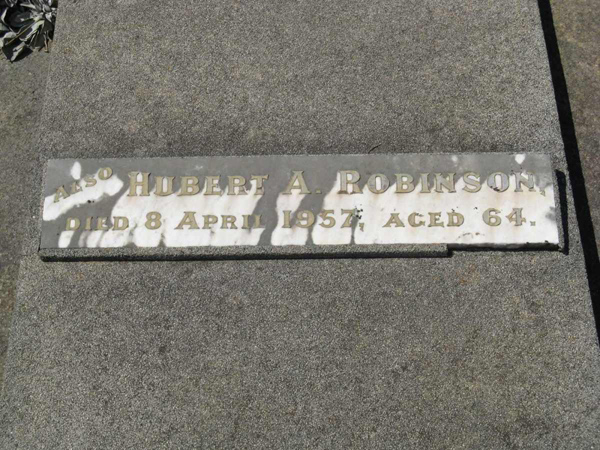 Also Hubert A. Robinson,
Died 8 April 1957, Aged 64.